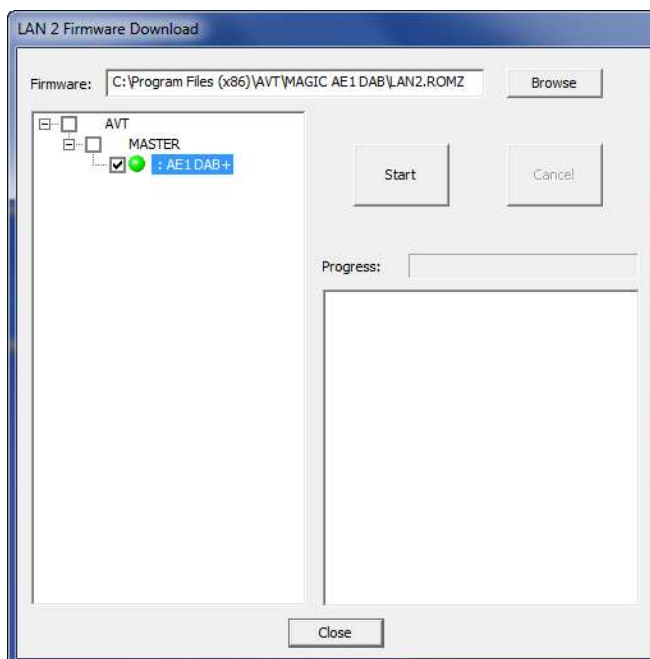 LAN 2 Firmware Download
Firmware: C:\Program Files (x86)\AVT\MAGIC AE1 DAB\LAN2.ROMZ Browse
AVT
MASTER
: AE1 DAB+
Start Cancel
Progress:
Close